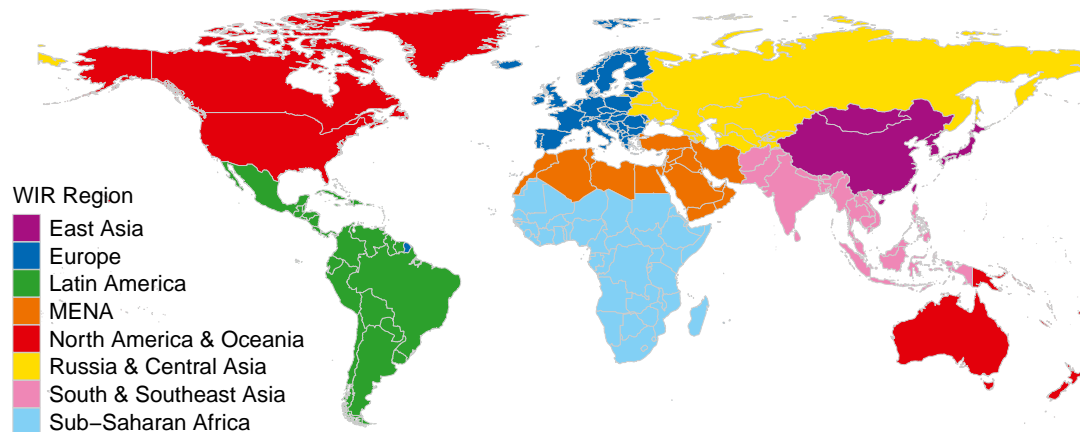 WIR Region
East Asia
Europe
Latin America
MENA
North America & Oceania
Russia & Central Asia
South & Southeast Asia
Sub−Saharan Africa